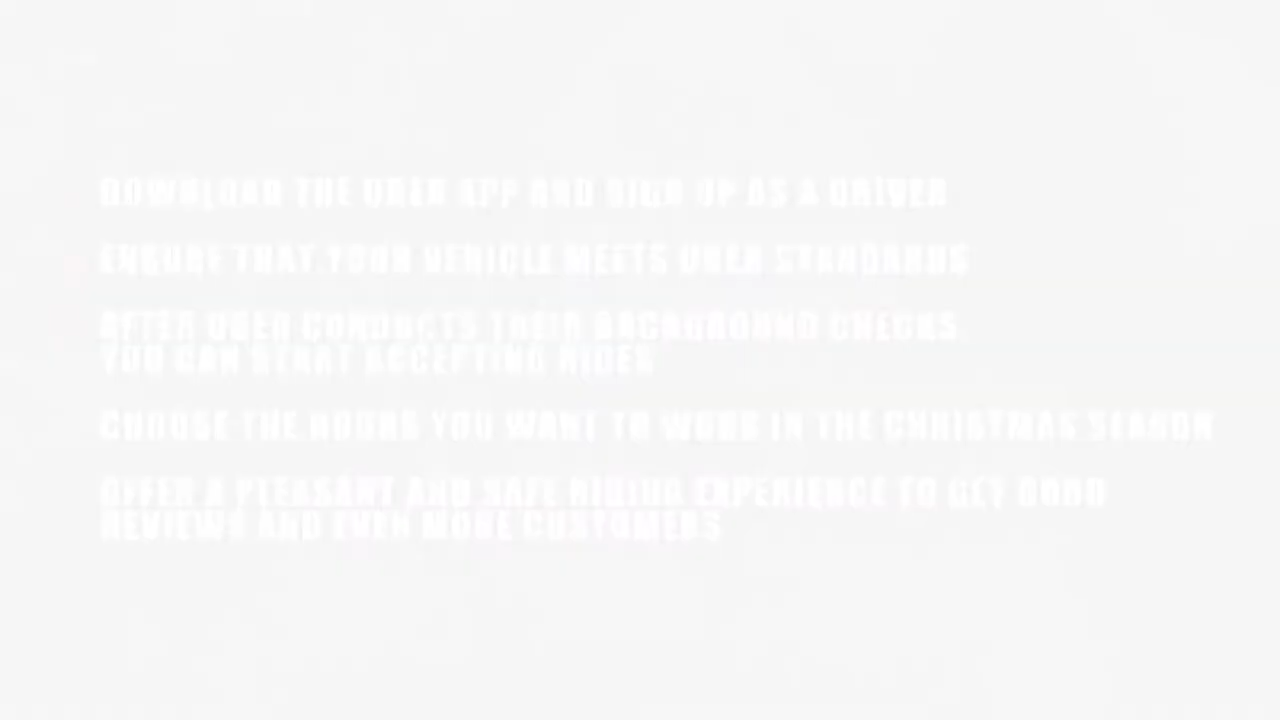 DOWNLOAD THE UBER APP AND SIGN UP AS A DRIVER
ENSURE THAT YOUR VEHICLE MEETS UBER STANDARDS
AFTER UBER CONDUCTS THEIR BACKGROUND CHECKS
YOU CAN START ACCEPTING RIDES
CHOOSE THE HOURS YOU WANT TO WORK IN THE CHRISTMAS SEASON
OFFER A PLEASANT AND SAFE RIDING EXPERIENCE TO GET GOOD
REVIEWS AND EVEN MORE CUSTOMERS